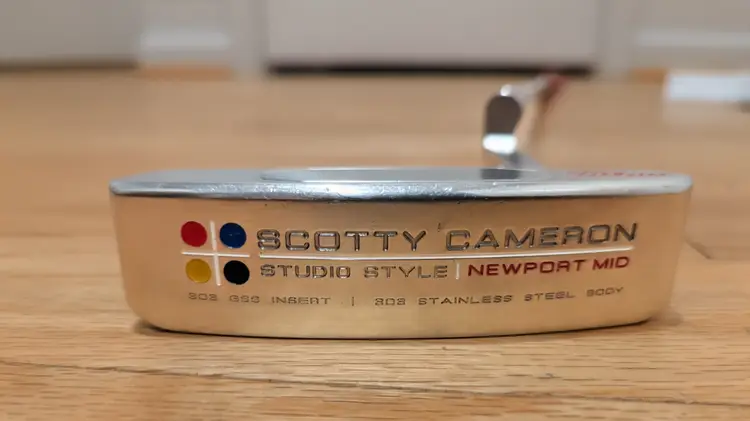 SCOTTY CAMERON
STUDIO STYLE | NEWPORT MID
303 GSS INSERT | 303 STAINLESS STEEL BODY